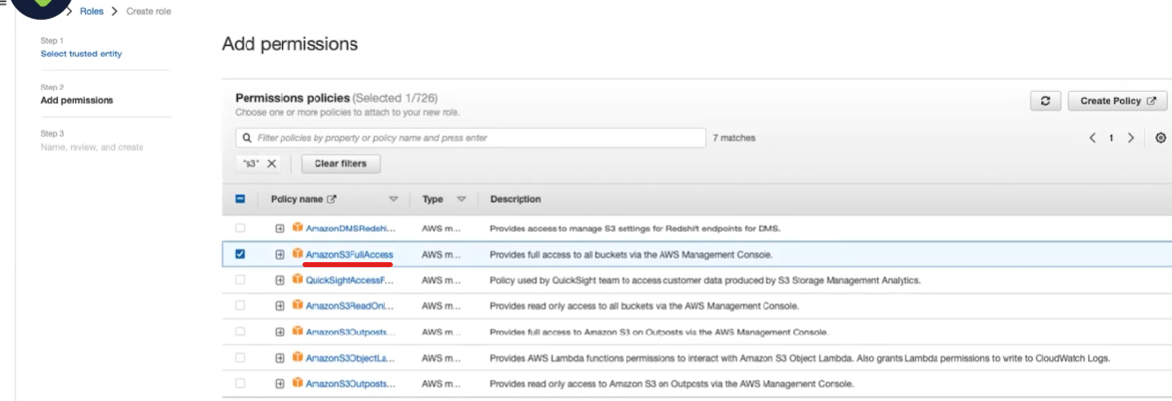 Roles > Create role
Step 1
Select trusted entity
Step 2
Add permissions
Step 3
Name, review, and create
Add permissions
Permissions policies (Selected 1/726)
Choose one or more policies to attach to your new role.
Create Policy
Filter policies by property or policy name and press enter
7 matches
< 1 >
"s3" X
Clear filters
Policy name Type Description
AmazonDMSRedshi... AWS m... Provides access to manage S3 settings for Redshift endpoints for DMS.
AmazonS3FullAccess AWS m... Provides full access to all buckets via the AWS Management Console.
QuickSightAccessF... AWS m... Policy used by QuickSight team to access customer data produced by S3 Storage Management Analytics.
AmazonS3ReadOnl... AWS m... Provides read only access to all buckets via the AWS Management Console.
AmazonS3Outposts... AWS m... Provides full access to Amazon S3 on Outposts via the AWS Management Console.
AmazonS3ObjectLa... AWS m... Provides AWS Lambda functions permissions to interact with Amazon S3 Object Lambda. Also grants Lambda permissions to write to CloudWatch Logs.
AmazonS3Outposts... AWS m... Provides read only access to Amazon S3 on Outposts via the AWS Management Console.